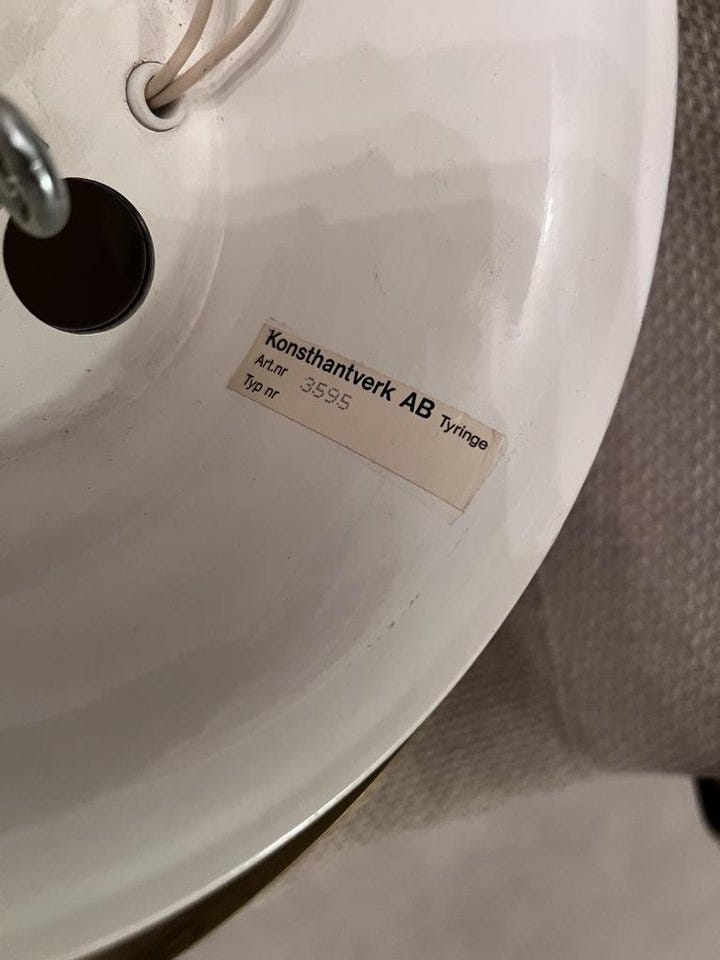 Konsthantverk AB Tyringe
Art.nr 3595
Typ nr